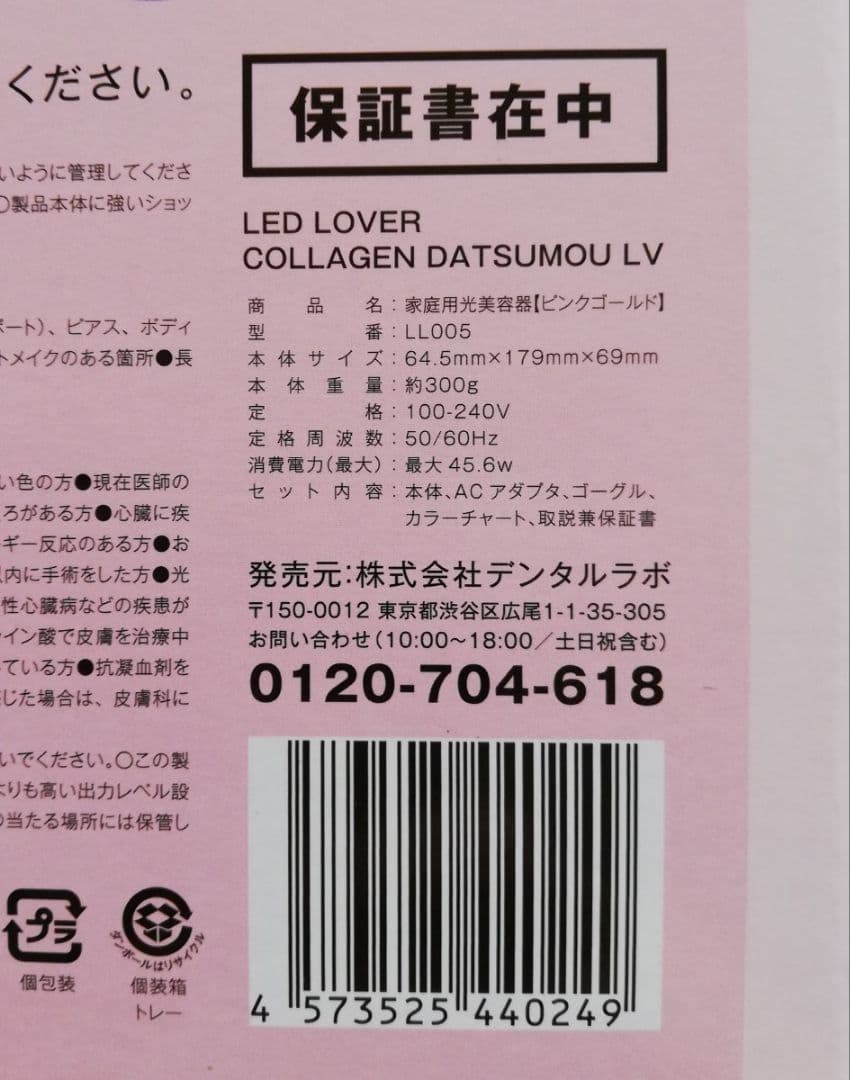 ください。
いように管理してくださ
〇製品本体に強いショッ
ート)、ピアス、ボディ
トメイクのある箇所●長
い色の方●現在医師の
ろがある方●心臓に疾
ギー反応のある方●お
以内に手術をした方●光
性心臓病などの疾患が
イン酸で皮膚を治療中
ている方●抗凝血剤を
じた場合は、皮膚科に
いでください。〇この製
よりも高い出力レベル設
の当たる場所には保管し
プラ
個包装
ダンボールはリサイクル
個装箱
トレー
保証書在中
LED LOVER
COLLAGEN DATSUMOU LV
商品名：家庭用光美容器【ピンクゴールド】
型番：LL005
本体サイズ：64.5mm×179mm×69mm
本体重量：約300g
定格：100-240V
定格周波数：50/60Hz
消費電力(最大)：最大 45.6w
セット内容：本体、AC アダプタ、ゴーグル、
カラーチャート、取説兼保証書
発売元：株式会社デンタルラボ
〒150-0012 東京都渋谷区広尾1-1-35-305
お問い合わせ(10:00〜18:00／土日祝含む)
0120-704-618
4 573525 440249